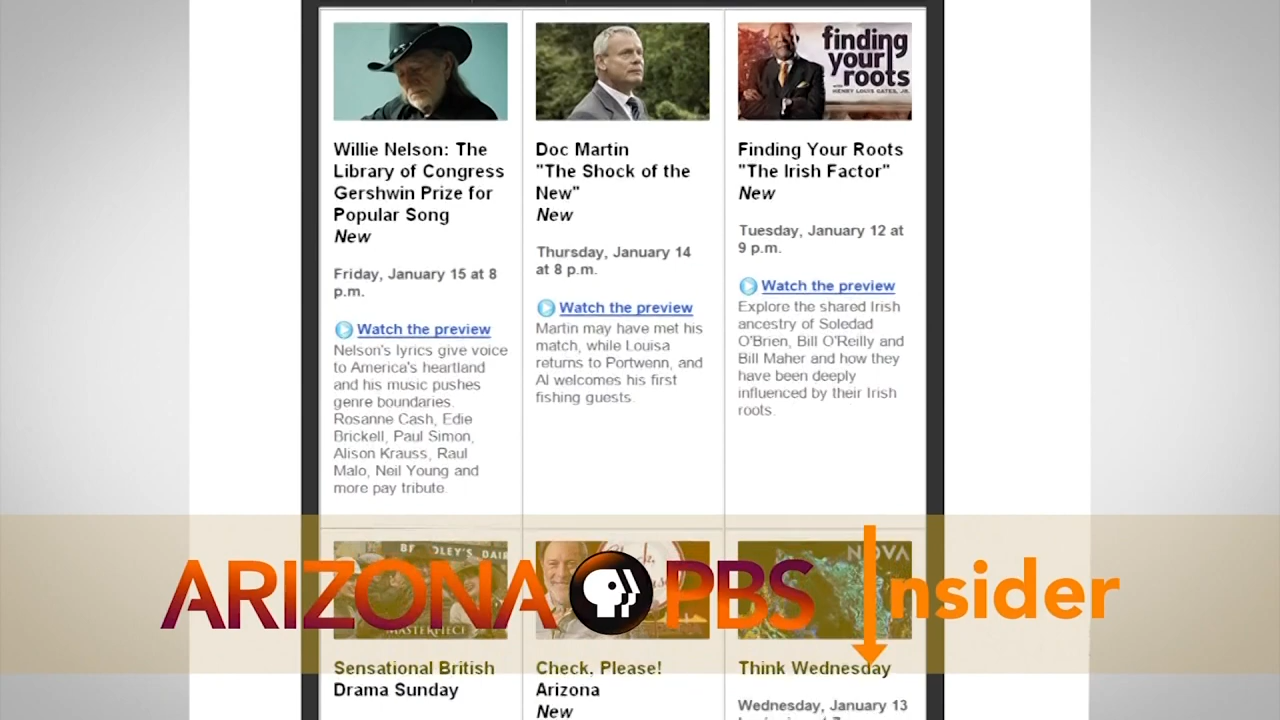 finding
your
roots
WITH
HENRY LOUIS GATES, JR.
Willie Nelson: The
Library of Congress
Gershwin Prize for
Popular Song
New
Friday, January 15 at 8
p.m.
Watch the preview
Nelson's lyrics give voice
to America's heartland
and his music pushes
genre boundaries.
Rosanne Cash, Edie
Brickell, Paul Simon,
Alison Krauss, Raul
Malo, Neil Young and
more pay tribute.
Doc Martin
"The Shock of the
New"
New
Thursday, January 14
at 8 p.m.
Watch the preview
Martin may have met his
match, while Louisa
returns to Portwenn, and
Al welcomes his first
fishing guests.
Finding Your Roots
"The Irish Factor"
New
Tuesday, January 12 at
9 p.m.
Watch the preview
Explore the shared Irish
ancestry of Soledad
O'Brien, Bill O'Reilly and
Bill Maher and how they
have been deeply
influenced by their Irish
roots.
MASTERPIECE
Check,
NOVA
ARIZONA PBS Insider
Sensational British
Drama Sunday
Check, Please!
Arizona
New
Think Wednesday
Wednesday, January 13